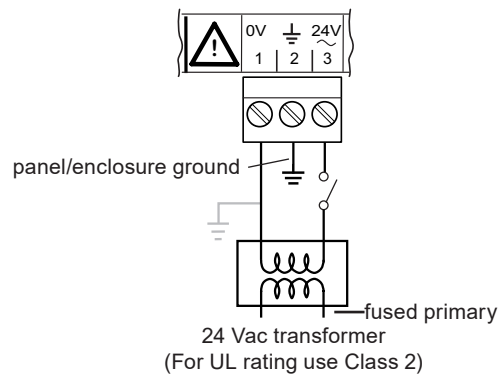 0V ⏚ 24V
~
1 2 3
panel/enclosure ground
fused primary
24 Vac transformer
(For UL rating use Class 2)